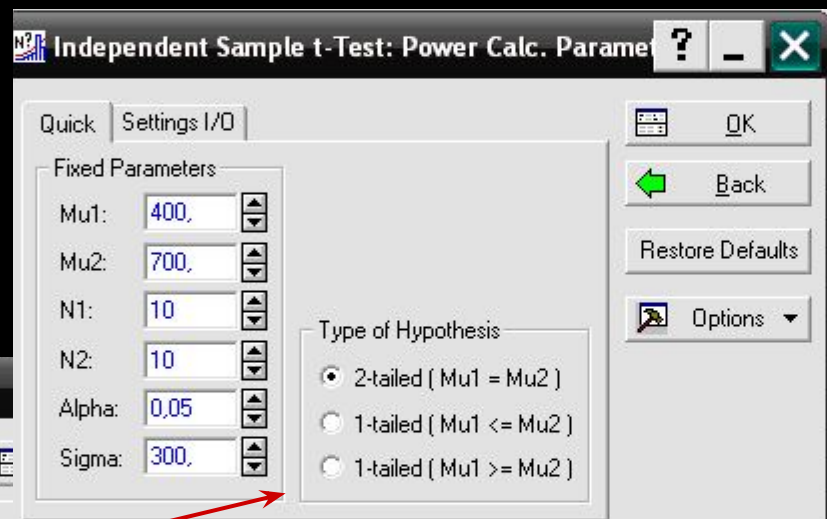 Independent Sample t-Test: Power Calc. Paramet
Quick Settings I/O
Fixed Parameters
Mu1: 400,
Mu2: 700,
N1: 10
N2: 10
Alpha: 0,05
Sigma: 300,
Type of Hypothesis
2-tailed ( Mu1 = Mu2 )
1-tailed ( Mu1 <= Mu2 )
1-tailed ( Mu1 >= Mu2 )
OK
Back
Restore Defaults
Options